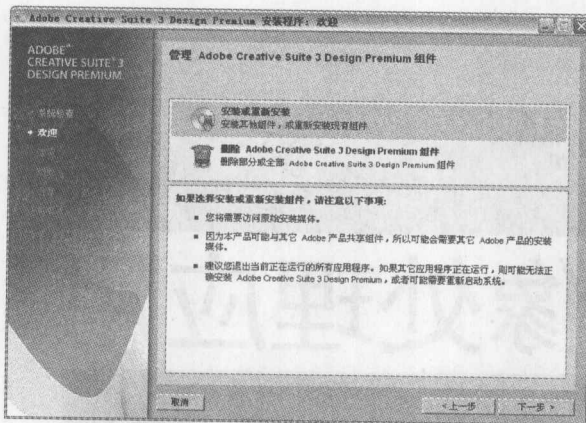 Adobe Creative Suite 3 Design Premium 安装程序: 欢迎
ADOBE
CREATIVE SUITE 3
DESIGN PREMIUM
系统检查
欢迎
管理 Adobe Creative Suite 3 Design Premium 组件
安装或重新安装
安装其他组件，或重新安装现有组件
删除 Adobe Creative Suite 3 Design Premium 组件
删除部分或全部 Adobe Creative Suite 3 Design Premium 组件
如果选择安装或重新安装组件，请注意以下事项:
■ 您将需要访问原始安装媒体。
■ 因为本产品可能与其它 Adobe 产品共享组件，所以可能会需要其它 Adobe 产品的安装
媒体。
■ 建议您退出当前正在运行的所有应用程序。如果其它应用程序正在运行，则可能无法正
确安装 Adobe Creative Suite 3 Design Premium，或者可能需要重新启动系统。
取消
<上一步
下一步 >